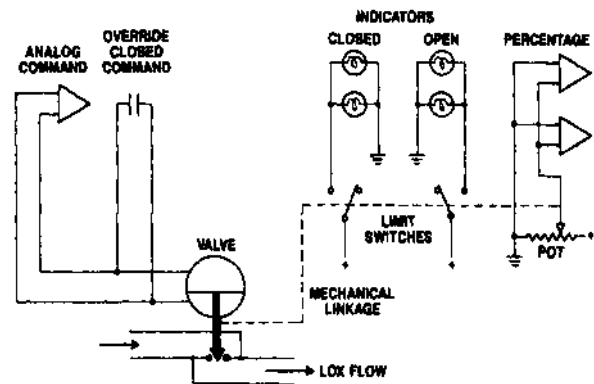 INDICATORS
ANALOG
COMMAND
OVERRIDE
CLOSED
COMMAND
CLOSED
OPEN
PERCENTAGE
LIMIT
SWITCHES
VALVE
POT
MECHANICAL
LINKAGE
LOX FLOW